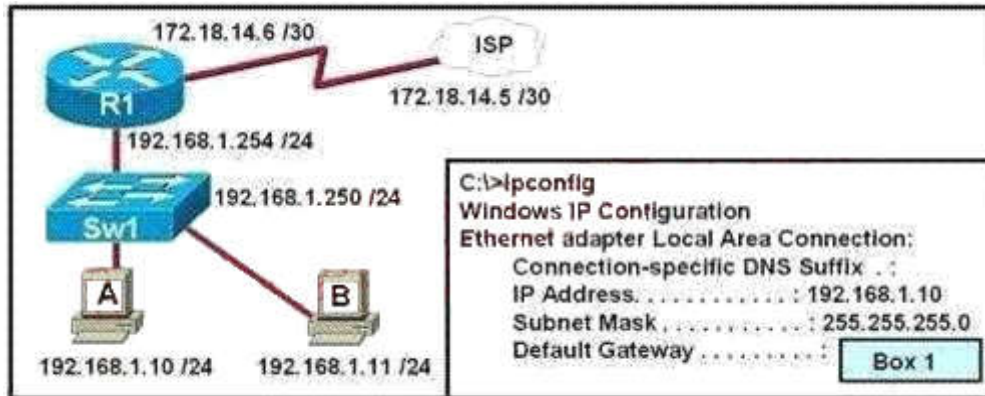 172.18.14.6 /30
ISP
R1
172.18.14.5 /30
192.168.1.254 /24
192.168.1.250 /24
Sw1
A
B
192.168.1.10 /24
192.168.1.11 /24
C:\>ipconfig
Windows IP Configuration
Ethernet adapter Local Area Connection:
Connection-specific DNS Suffix . :
IP Address. . . . . . . . . . . . : 192.168.1.10
Subnet Mask . . . . . . . . . . . : 255.255.255.0
Default Gateway . . . . . . . . . :
Box 1